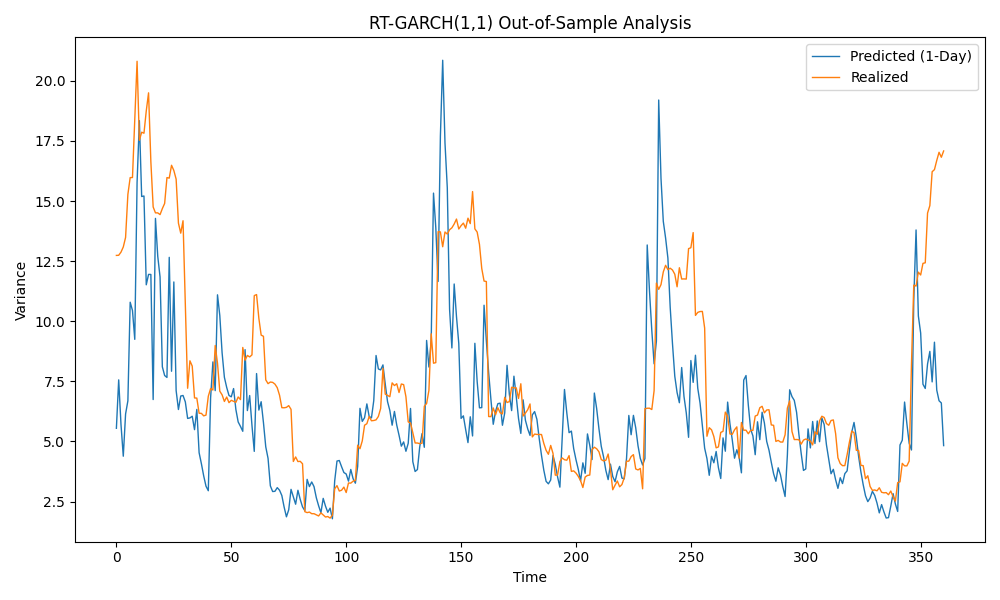 RT-GARCH(1,1) Out-of-Sample Analysis
Predicted (1-Day)
Realized
Variance
20.0
17.5
15.0
12.5
10.0
7.5
5.0
2.5
0 50 100 150 200 250 300 350
Time